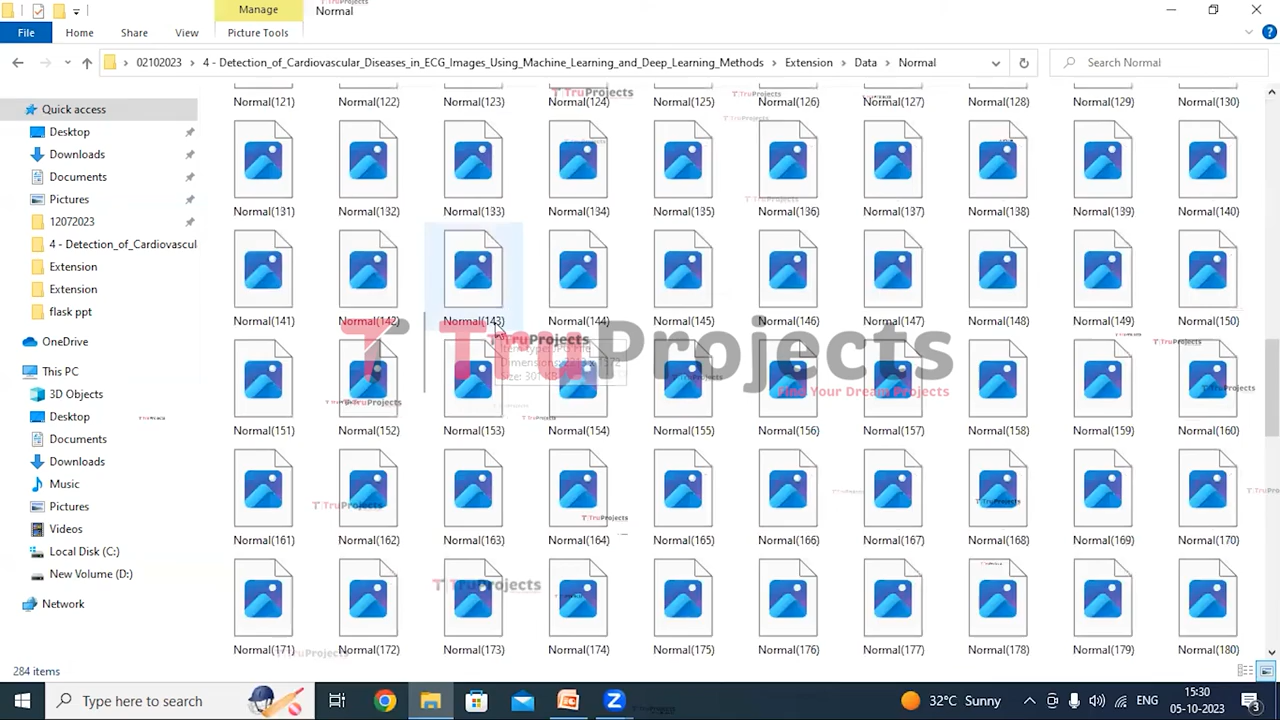 Manage
Normal
File
Home
Share
View
Picture Tools
02102023
4 - Detection_of_Cardiovascular_Diseases_in_ECG_Images_Using_Machine_Learning_and_Deep_Learning_Methods
Extension
Data
Normal
Search Normal
Quick access
Desktop
Downloads
Documents
Pictures
12072023
4 - Detection_of_Cardiovascul
Extension
Extension
flask ppt
OneDrive
This PC
3D Objects
Desktop
Documents
Downloads
Music
Pictures
Videos
Local Disk (C:)
New Volume (D:)
Network
Normal(121) Normal(122) Normal(123) Normal(124) Normal(125) Normal(126) Normal(127) Normal(128) Normal(129) Normal(130)
Normal(131) Normal(132) Normal(133) Normal(134) Normal(135) Normal(136) Normal(137) Normal(138) Normal(139) Normal(140)
Normal(141) Normal(142) Normal(143) Normal(144) Normal(145) Normal(146) Normal(147) Normal(148) Normal(149) Normal(150)
TruProjects
Find Your Dream Projects
Item type: JPG File
Normal(151) Normal(152) Normal(153) Normal(154) Normal(155) Normal(156) Normal(157) Normal(158) Normal(159) Normal(160)
Normal(161) Normal(162) Normal(163) Normal(164) Normal(165) Normal(166) Normal(167) Normal(168) Normal(169) Normal(170)
Normal(171) Normal(172) Normal(173) Normal(174) Normal(175) Normal(176) Normal(177) Normal(178) Normal(179) Normal(180)
284 items
Type here to search
32°C Sunny
ENG
15:30
05-10-2023